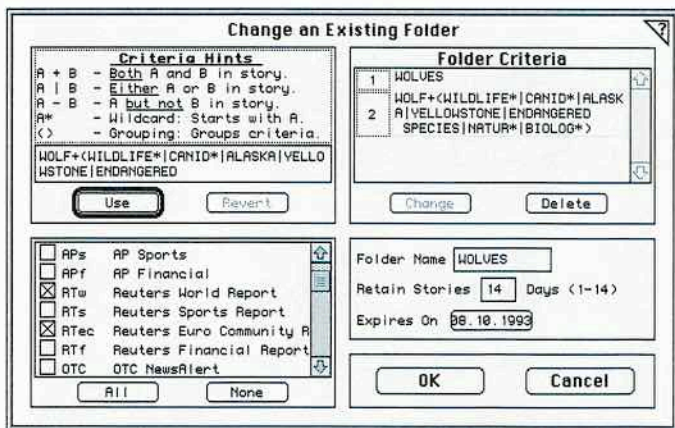 Change an Existing Folder
?
Criteria Hints
A + B - Both A and B in story.
A | B - Either A or B in story.
A - B - A but not B in story.
A* - Wildcard: Starts with A.
() - Grouping: Groups criteria.
WOLF+(WILDLIFE*|CANID*|ALASKA|YELLO
WSTONE|ENDANGERED
Use
Revert
Folder Criteria
1 WOLVES
2 WOLF+(WILDLIFE*|CANID*|ALASK
A|YELLOWSTONE|ENDANGERED
SPECIES|NATUR*|BIOLOG*)
Change
Delete
APs AP Sports
APf AP Financial
RTw Reuters World Report
RTs Reuters Sports Report
RTec Reuters Euro Community R
RTf Reuters Financial Report
OTC OTC NewsAlert
All
None
Folder Name WOLVES
Retain Stories 14 Days (1-14)
Expires On 08.10.1993
OK
Cancel